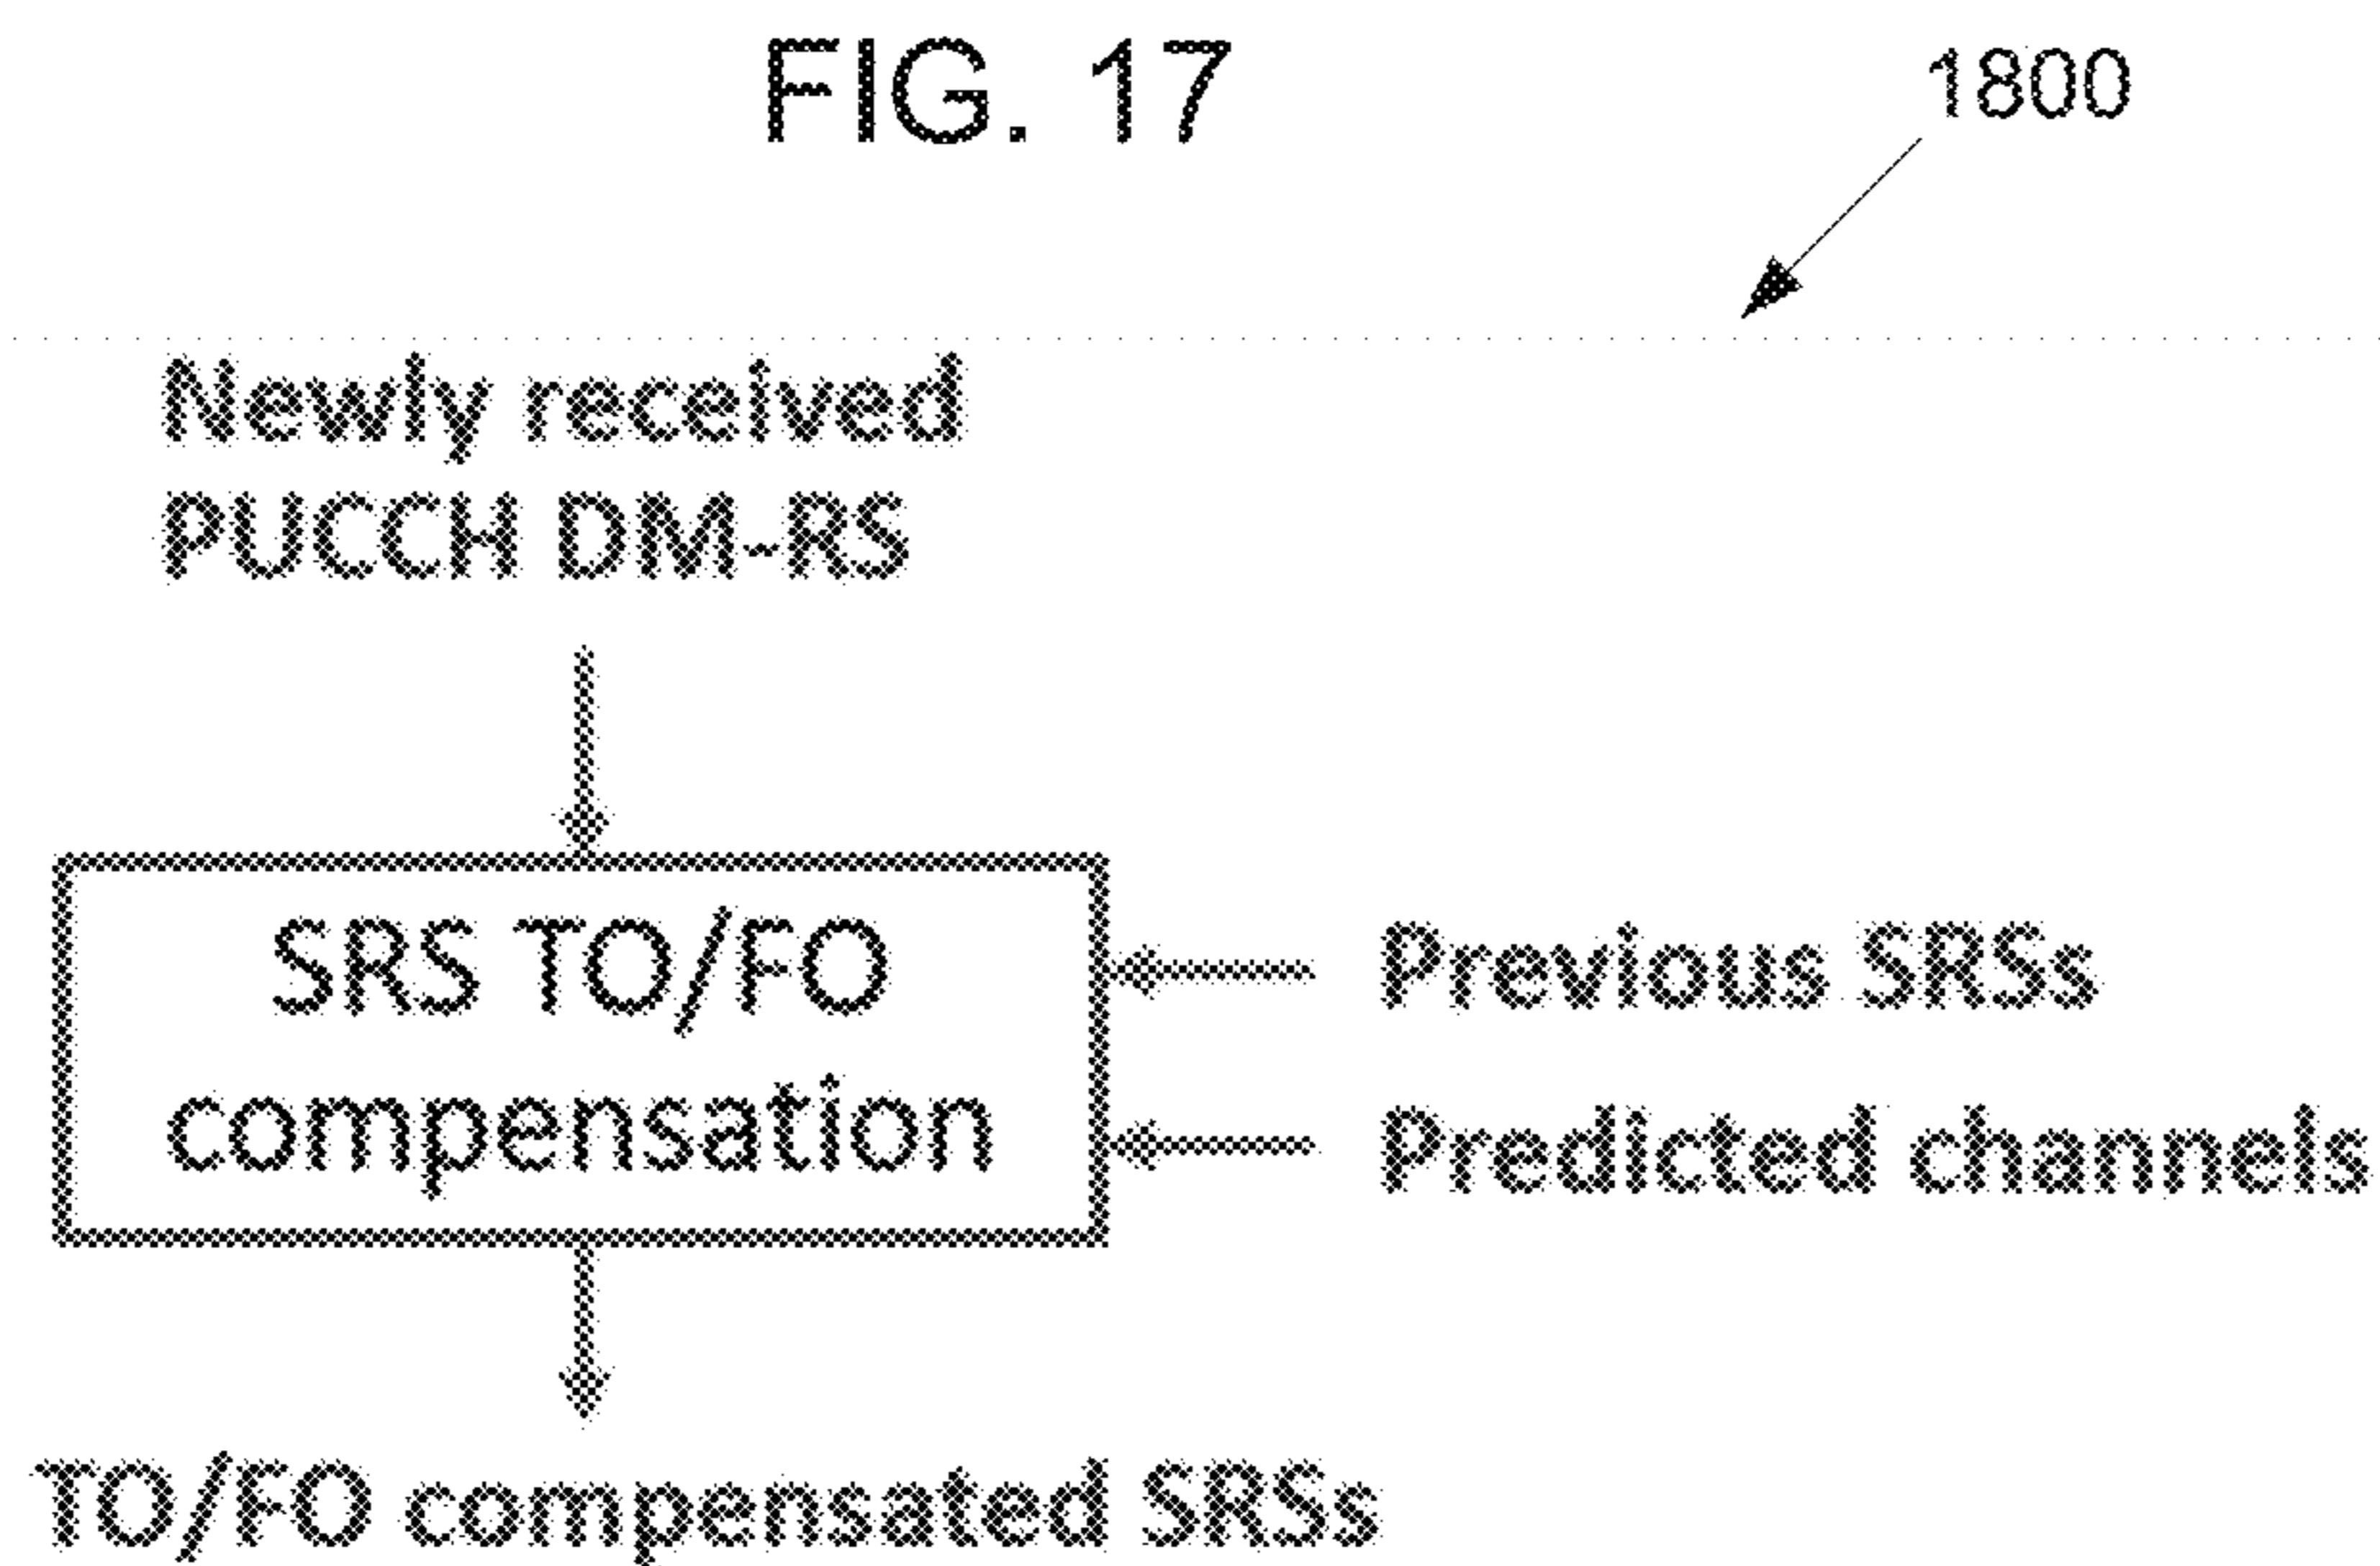 FIG. 17
1800
Newly received
PUCCH DM-RS
SRS TO/FO
compensation
Previous SRSs
Predicted channels
TO/FO compensated SRSs